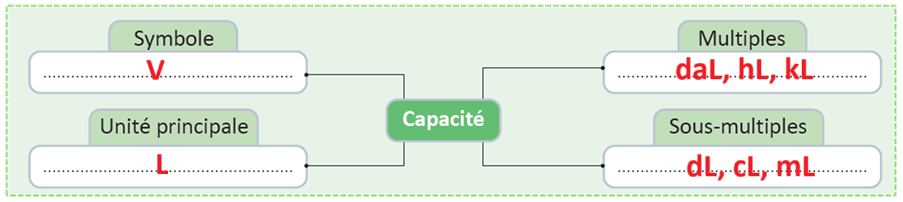 Symbole
V
Unité principale
L
Capacité
Multiples
daL, hL, kL
Sous-multiples
dL, cL, mL